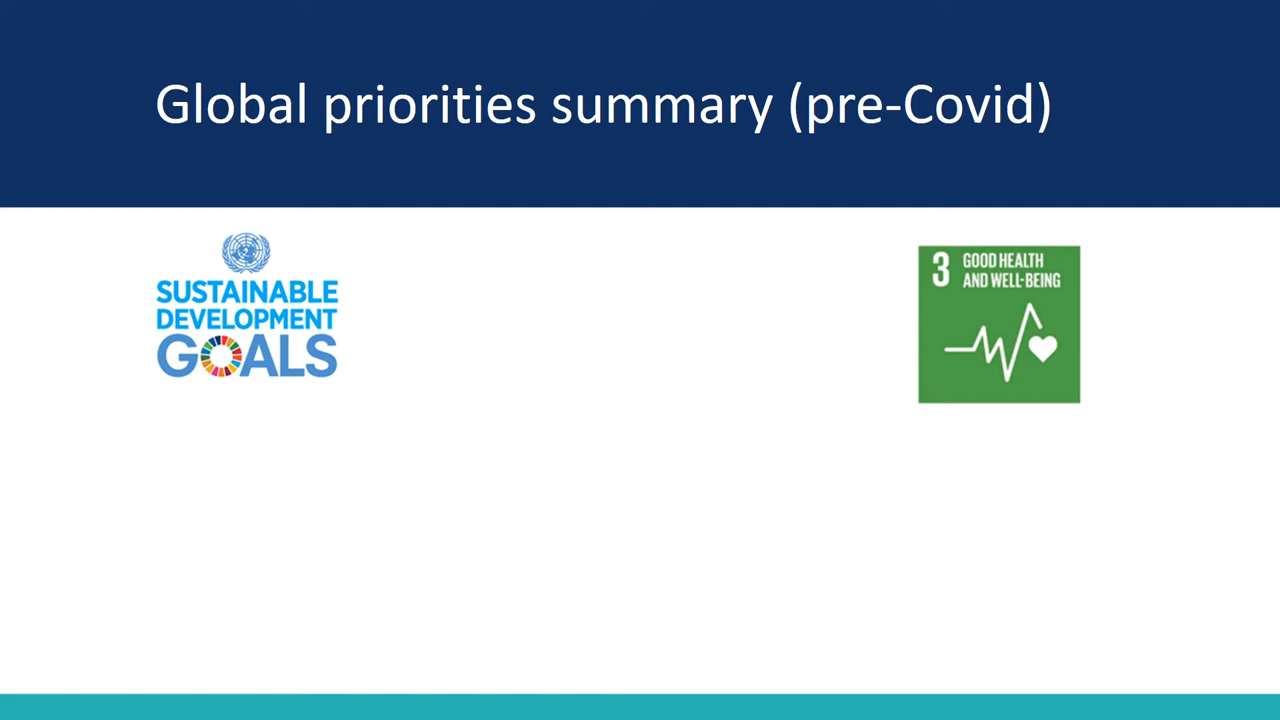 Global priorities summary (pre-Covid)
SUSTAINABLE
DEVELOPMENT
GOALS
3 GOOD HEALTH
AND WELL-BEING